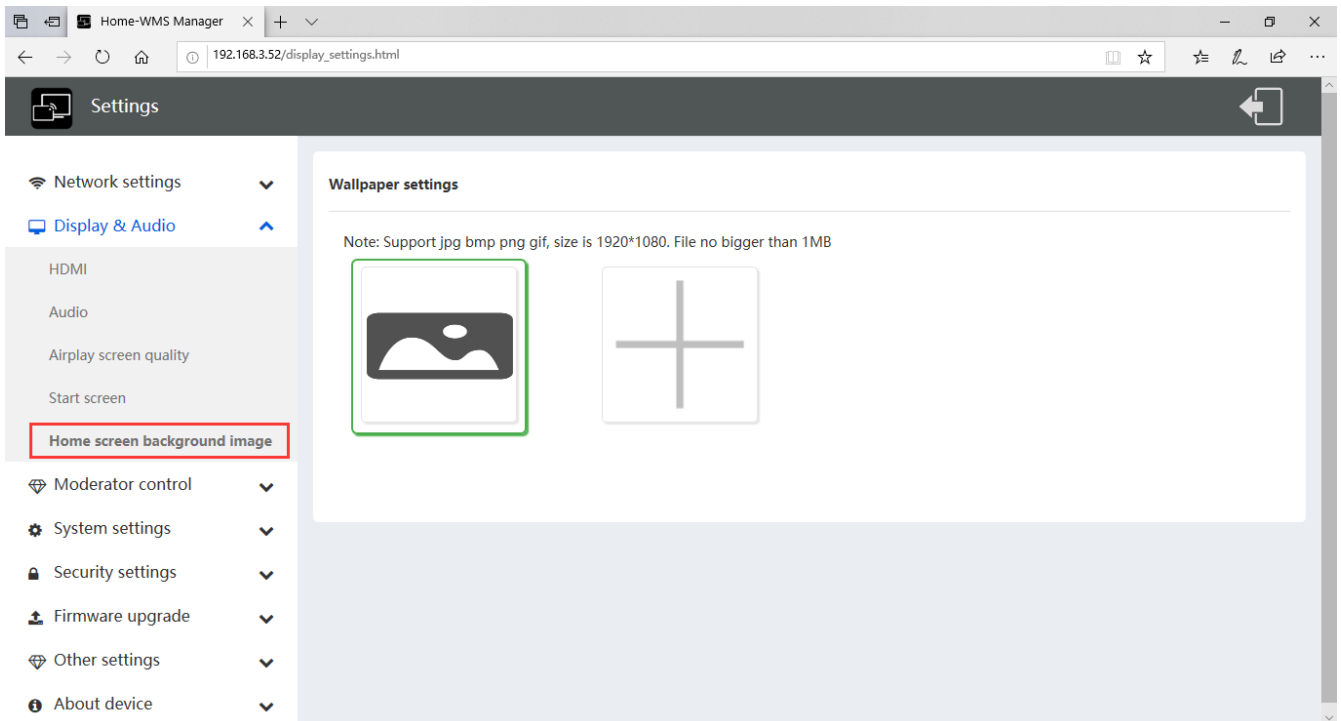 Home-WMS Manager
192.168.3.52/display_settings.html
Settings
Network settings
Display & Audio
HDMI
Audio
Airplay screen quality
Start screen
Home screen background image
Moderator control
System settings
Security settings
Firmware upgrade
Other settings
About device
Wallpaper settings
Note: Support jpg bmp png gif, size is 1920*1080. File no bigger than 1MB